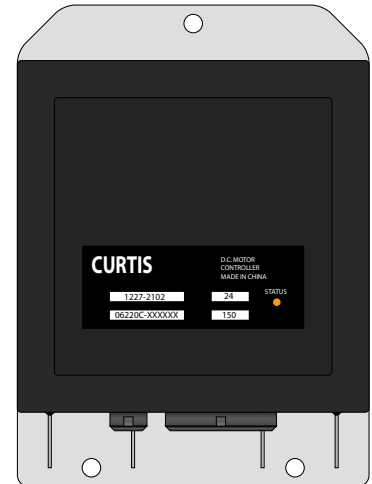 CURTIS
D.C. MOTOR
CONTROLLER
MADE IN CHINA
1227-2102 24 STATUS
06220C-XXXXXX 150